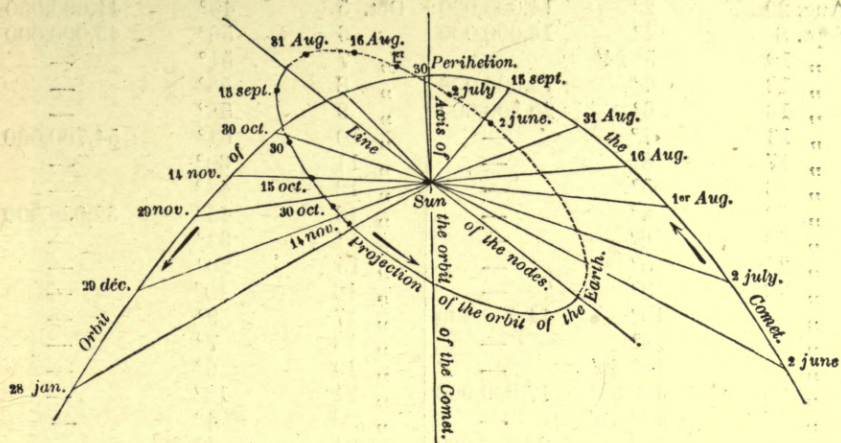 31 Aug.
16 Aug.
1er
30 Perihelion.
15 sept.
15 sept.
2 july
2 june.
30 oct.
30
Line
of the nodes.
Axis of
the orbit
of the Comet.
31 Aug.
16 Aug.
1er Aug.
2 july.
2 june
14 nov.
15 oct.
Sun
29 nov.
30 oct.
14 nov.
29 déc.
28 jan.
Projection
of the orbit of the Earth.
Orbit
of
the
Comet.